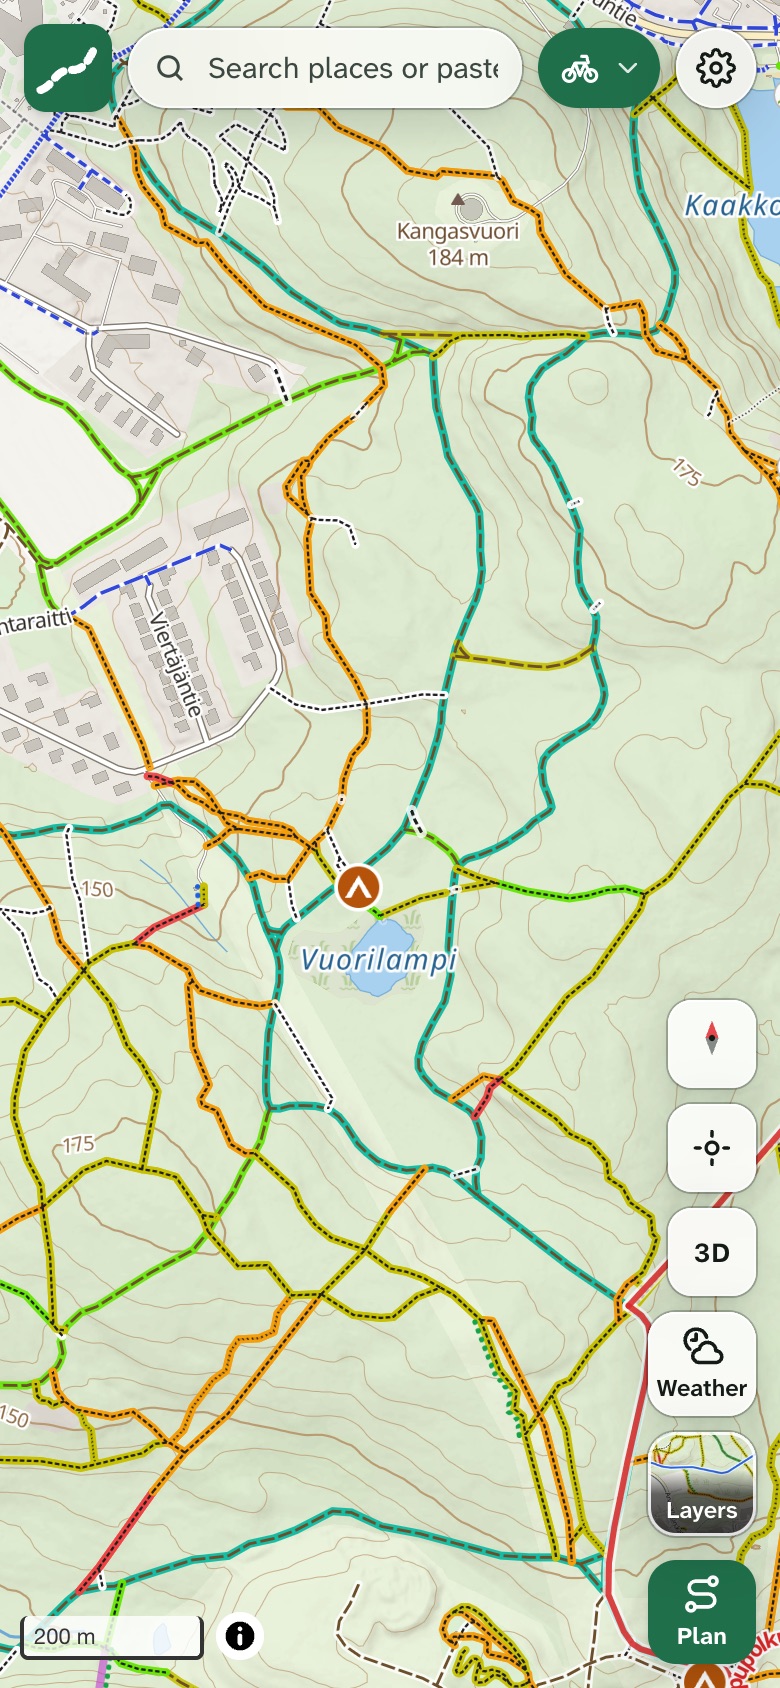 untie
Search places or paste
Kaakko
Kangasvuori
184 m
175
ntaraitti
Viertäjäntie
150
Vuorilampi
175
3D
Weather
150
Layers
200 m
Plan